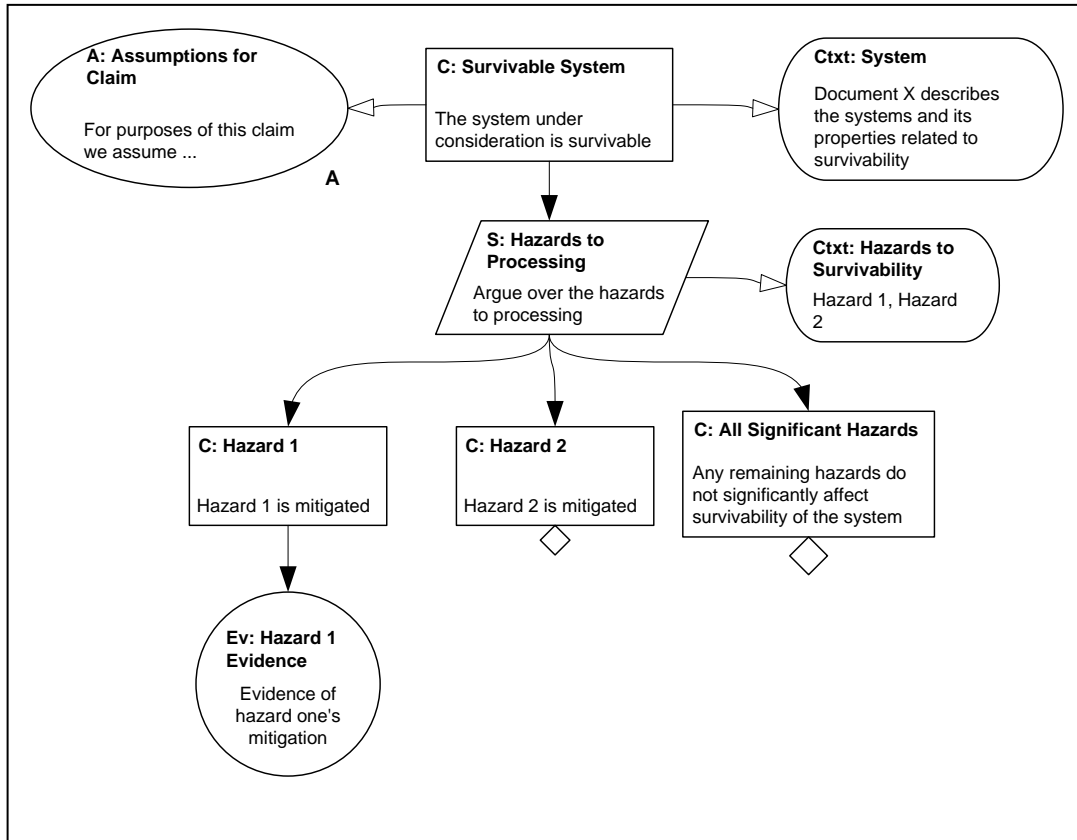 A: Assumptions for
Claim
For purposes of this claim
we assume ...
A
C: Survivable System
The system under
consideration is survivable
Ctxt: System
Document X describes
the systems and its
properties related to
survivability
S: Hazards to
Processing
Argue over the hazards
to processing
Ctxt: Hazards to
Survivability
Hazard 1, Hazard
2
C: Hazard 1
Hazard 1 is mitigated
C: Hazard 2
Hazard 2 is mitigated
C: All Significant Hazards
Any remaining hazards do
not significantly affect
survivability of the system
Ev: Hazard 1
Evidence
Evidence of
hazard one's
mitigation